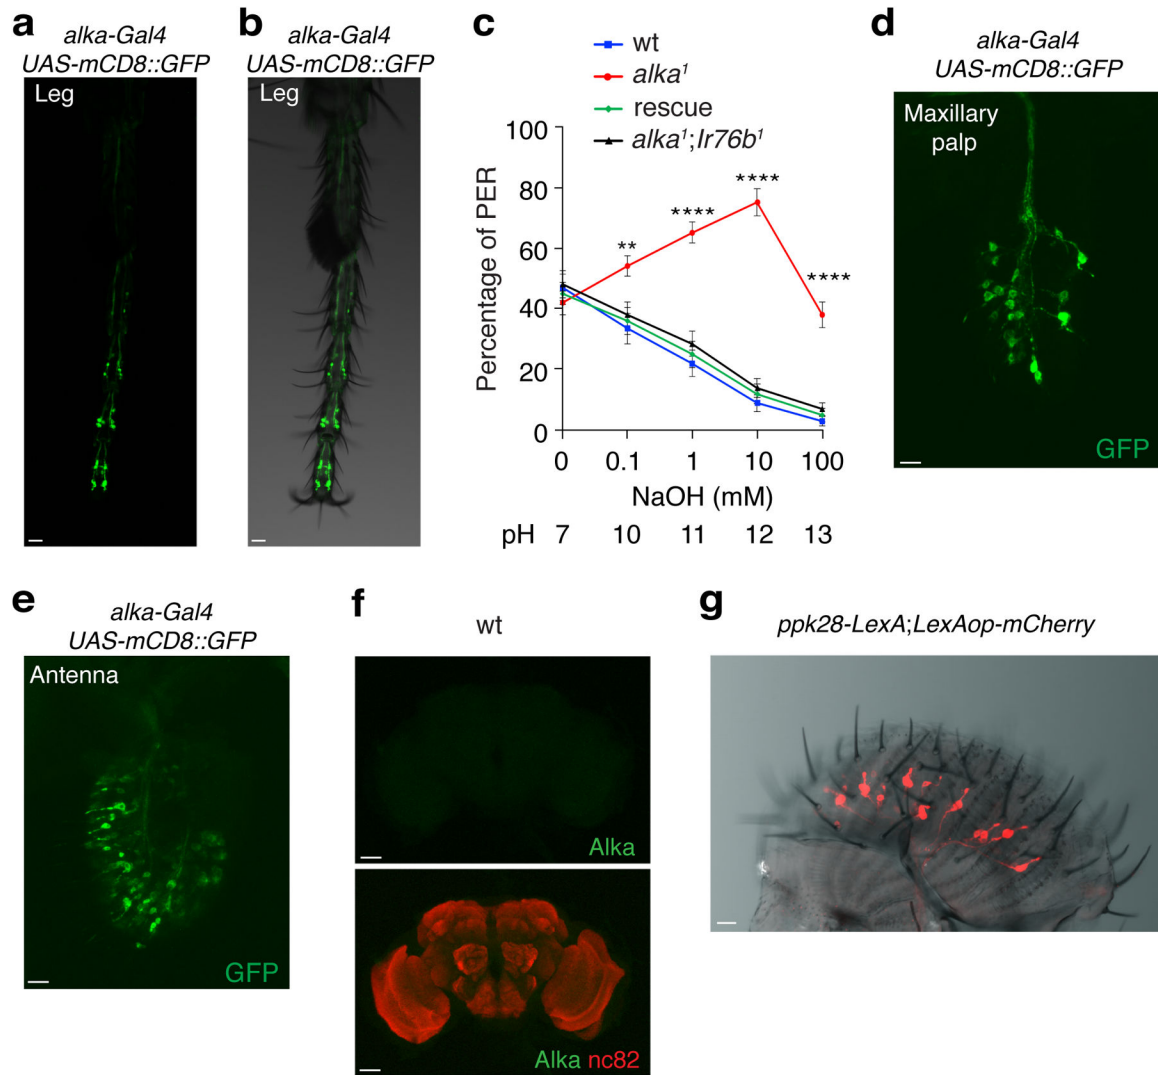 a
alka-Gal4
UAS-mCD8::GFP
Leg
b
alka-Gal4
UAS-mCD8::GFP
Leg
c
wt
alka¹
rescue
alka¹;Ir76b¹
Percentage of PER
100
80
60
40
20
0
**
****
****
****
0 0.1 1 10 100
NaOH (mM)
pH 7 10 11 12 13
d
alka-Gal4
UAS-mCD8::GFP
Maxillary
palp
GFP
e
alka-Gal4
UAS-mCD8::GFP
Antenna
GFP
f
wt
Alka
Alka nc82
g
ppk28-LexA;LexAop-mCherry